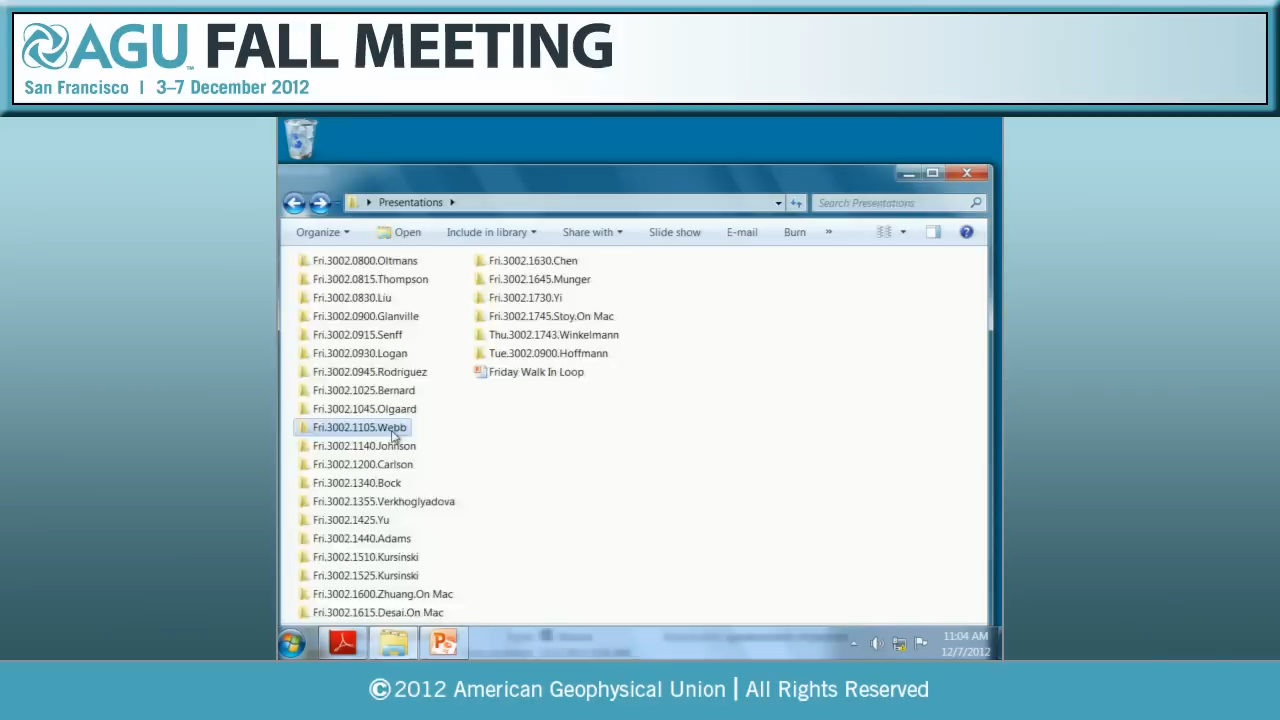 AGU FALL MEETING
San Francisco | 3–7 December 2012
Presentations
Search Presentations
Organize Open Include in library Share with Slide show E-mail Burn »
Fri.3002.0800.Oltmans
Fri.3002.0815.Thompson
Fri.3002.0830.Liu
Fri.3002.0900.Glanville
Fri.3002.0915.Senff
Fri.3002.0930.Logan
Fri.3002.0945.Rodriguez
Fri.3002.1025.Bernard
Fri.3002.1045.Olgaard
Fri.3002.1105.Webb
Fri.3002.1140.Johnson
Fri.3002.1200.Carlson
Fri.3002.1340.Bock
Fri.3002.1355.Verkhoglyadova
Fri.3002.1425.Yu
Fri.3002.1440.Adams
Fri.3002.1510.Kursinski
Fri.3002.1525.Kursinski
Fri.3002.1600.Zhuang.On Mac
Fri.3002.1615.Desai.On Mac
Fri.3002.1630.Chen
Fri.3002.1645.Munger
Fri.3002.1730.Yi
Fri.3002.1745.Stoy.On Mac
Thu.3002.1743.Winkelmann
Tue.3002.0900.Hoffmann
Friday Walk In Loop
11:04 AM
12/7/2012
©2012 American Geophysical Union | All Rights Reserved